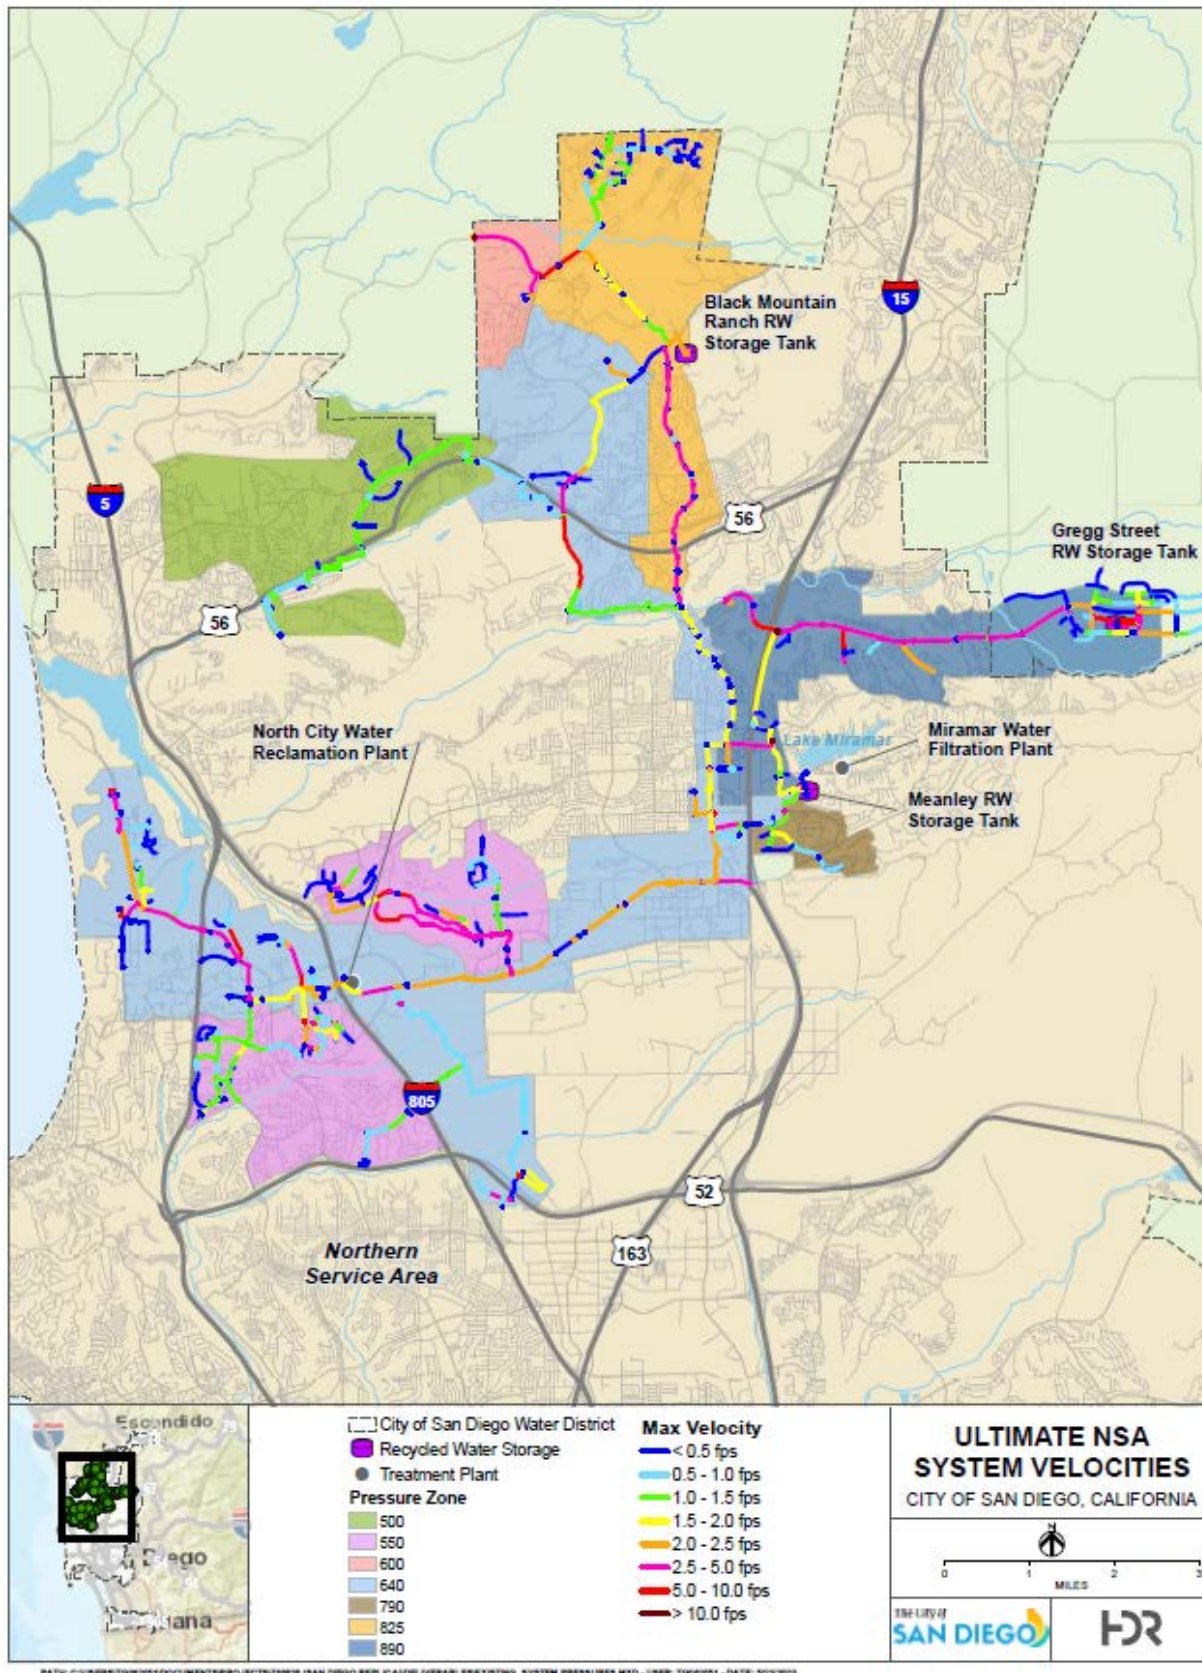 Black Mountain
Ranch RW
Storage Tank
15
5
56
Gregg Street
RW Storage Tank
56
North City Water
Reclamation Plant
Lake Miramar
Miramar Water
Filtration Plant
Meanley RW
Storage Tank
805
52
163
Northern
Service Area
Escondido
City of San Diego Water District
Recycled Water Storage
Treatment Plant
Pressure Zone
500
550
600
640
790
825
890
Max Velocity
< 0.5 fps
0.5 - 1.0 fps
1.0 - 1.5 fps
1.5 - 2.0 fps
2.0 - 2.5 fps
2.5 - 5.0 fps
5.0 - 10.0 fps
> 10.0 fps
ULTIMATE NSA
SYSTEM VELOCITIES
CITY OF SAN DIEGO, CALIFORNIA
N
0 1 2 3
MILES
The City of
SAN DIEGO
HDR